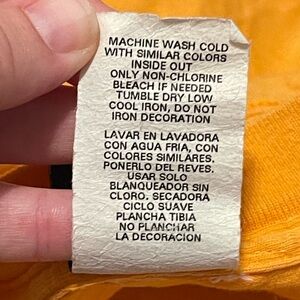 MACHINE WASH COLD
WITH SIMILAR COLORS
INSIDE OUT
ONLY NON-CHLORINE
BLEACH IF NEEDED
TUMBLE DRY LOW
COOL IRON, DO NOT
IRON DECORATION
LAVAR EN LAVADORA
CON AGUA FRIA, CON
COLORES SIMILARES.
PONERLO DEL REVES.
USAR SOLO
BLANQUEADOR SIN
CLORO. SECADORA
CICLO SUAVE
PLANCHA TIBIA
NO PLANCHAR
LA DECORACION